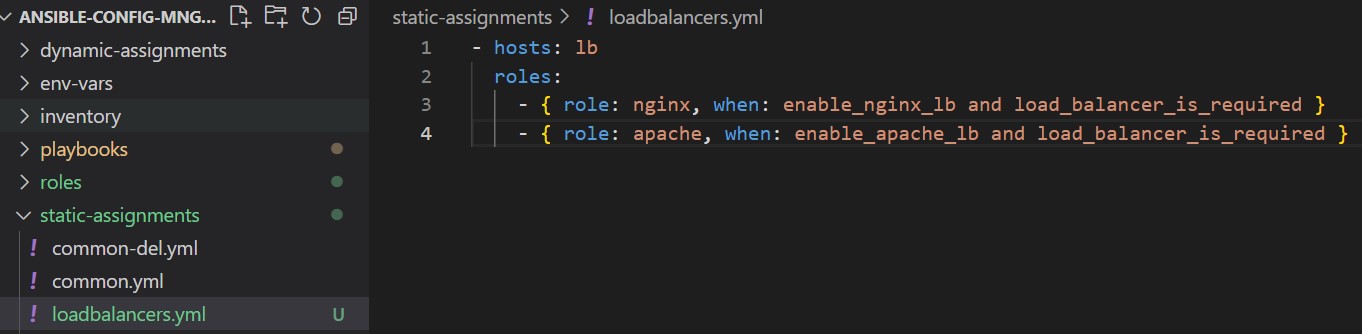 ANSIBLE-CONFIG-MNG...
dynamic-assignments
env-vars
inventory
playbooks
roles
static-assignments
! common-del.yml
! common.yml
! loadbalancers.yml U
static-assignments > ! loadbalancers.yml
1 - hosts: lb
2 roles:
3 - { role: nginx, when: enable_nginx_lb and load_balancer_is_required }
4 - { role: apache, when: enable_apache_lb and load_balancer_is_required }